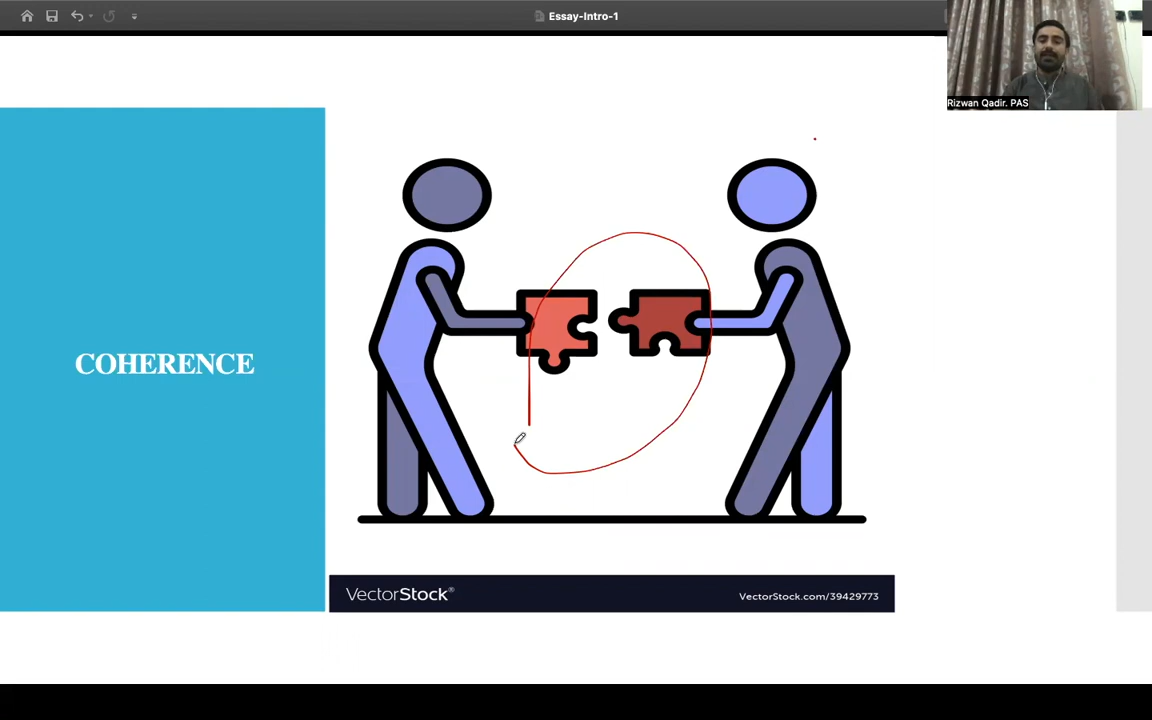 Essay-Intro-1
Rizwan Qadir. PAS
COHERENCE
VectorStock®
VectorStock.com/39429773